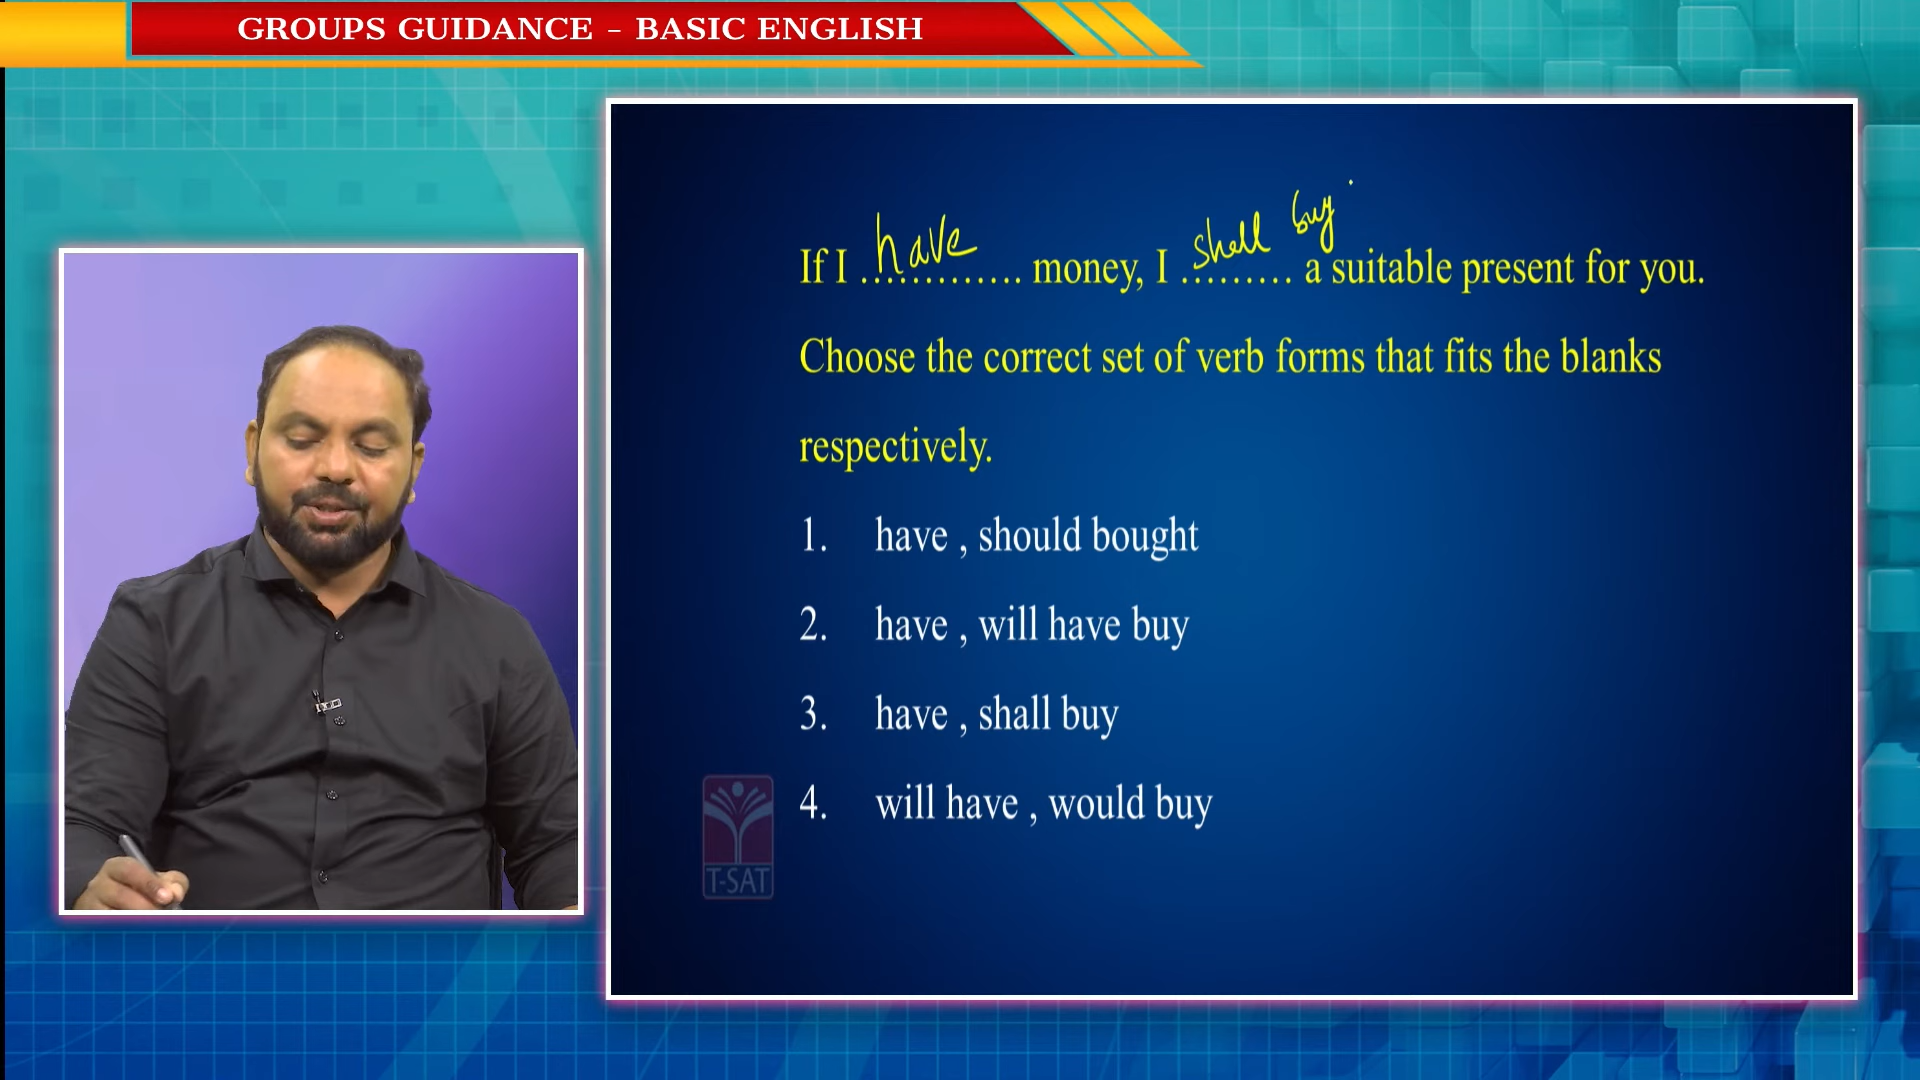 GROUPS GUIDANCE - BASIC ENGLISH
If I ............. money, I ......... a suitable present for you.
have shall buy
Choose the correct set of verb forms that fits the blanks
respectively.
1. have , should bought
2. have , will have buy
3. have , shall buy
4. will have , would buy
T-SAT